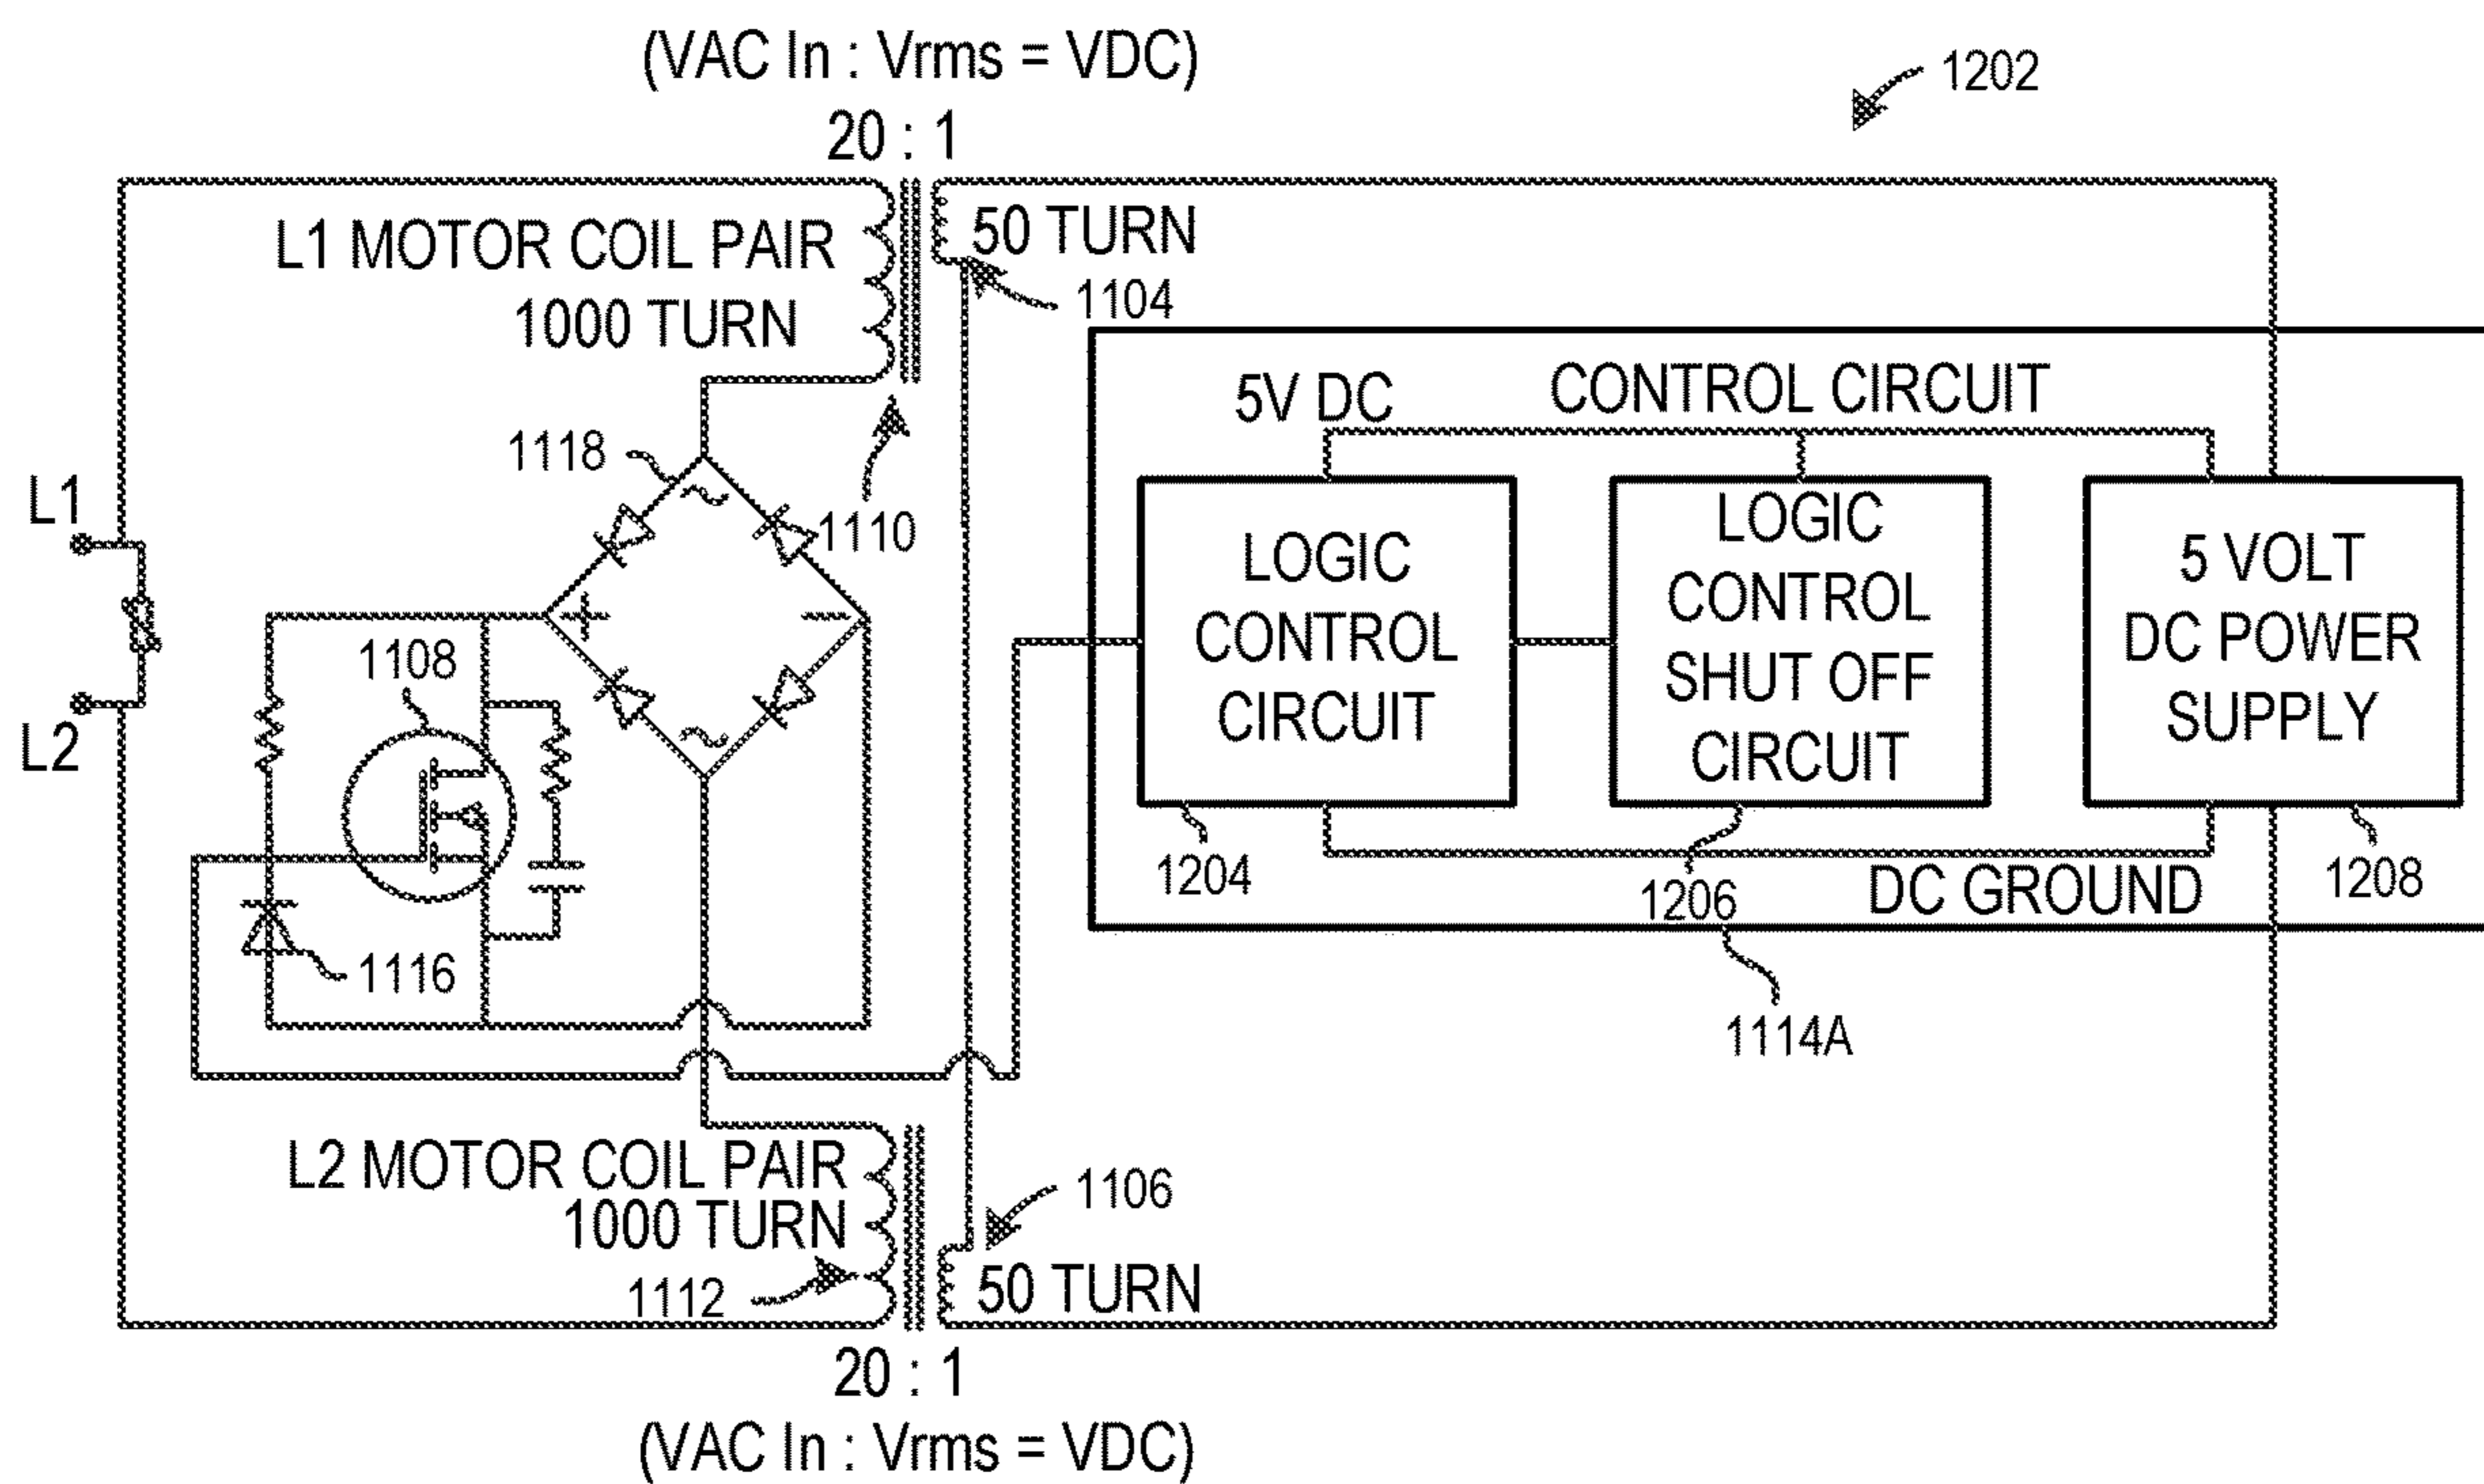 (VAC In : Vrms = VDC)
20 : 1
1202
L1 MOTOR COIL PAIR
1000 TURN
50 TURN
1104
1118
1110
L1
L2
1108
1116
5V DC
CONTROL CIRCUIT
LOGIC
CONTROL
CIRCUIT
LOGIC
CONTROL
SHUT OFF
CIRCUIT
5 VOLT
DC POWER
SUPPLY
1204
1206
DC GROUND
1208
1114A
L2 MOTOR COIL PAIR
1000 TURN
1112
1106
50 TURN
20 : 1
(VAC In : Vrms = VDC)